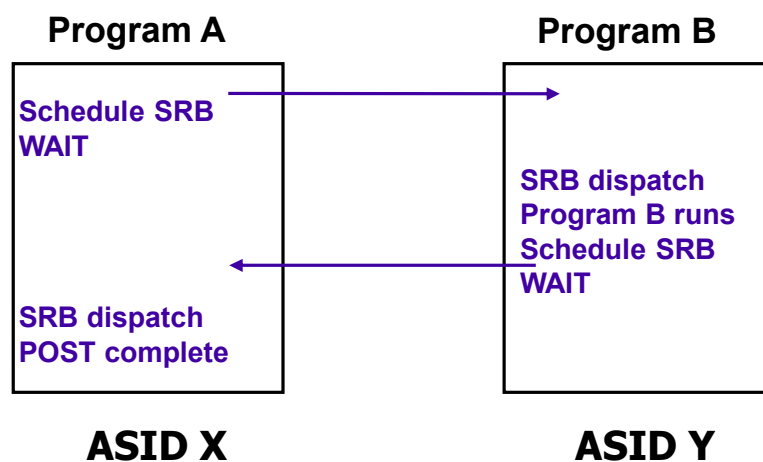 Program A
Program B
Schedule SRB
WAIT
SRB dispatch
Program B runs
Schedule SRB
WAIT
SRB dispatch
POST complete
ASID X
ASID Y